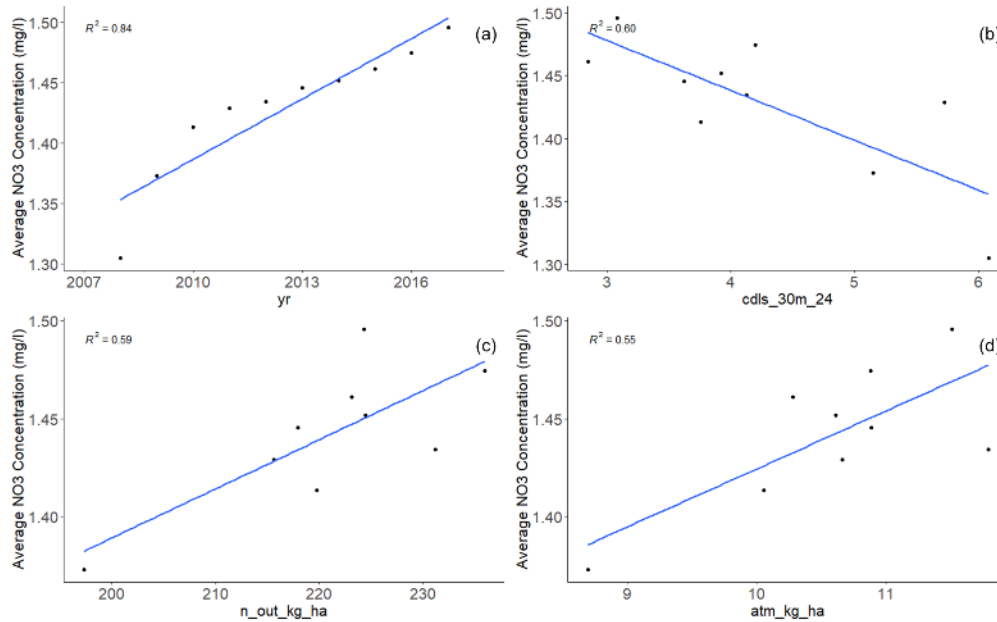 R² = 0.84
(a)
Average NO3 Concentration (mg/l)
1.50
1.45
1.40
1.35
1.30
2007
2010
2013
2016
yr
R² = 0.60
(b)
Average NO3 Concentration (mg/l)
1.50
1.45
1.40
1.35
1.30
3
4
5
6
cdls_30m_24
R² = 0.59
(c)
Average NO3 Concentration (mg/l)
1.50
1.45
1.40
200
210
220
230
n_out_kg_ha
R² = 0.55
(d)
Average NO3 Concentration (mg/l)
1.50
1.45
1.40
9
10
11
atm_kg_ha